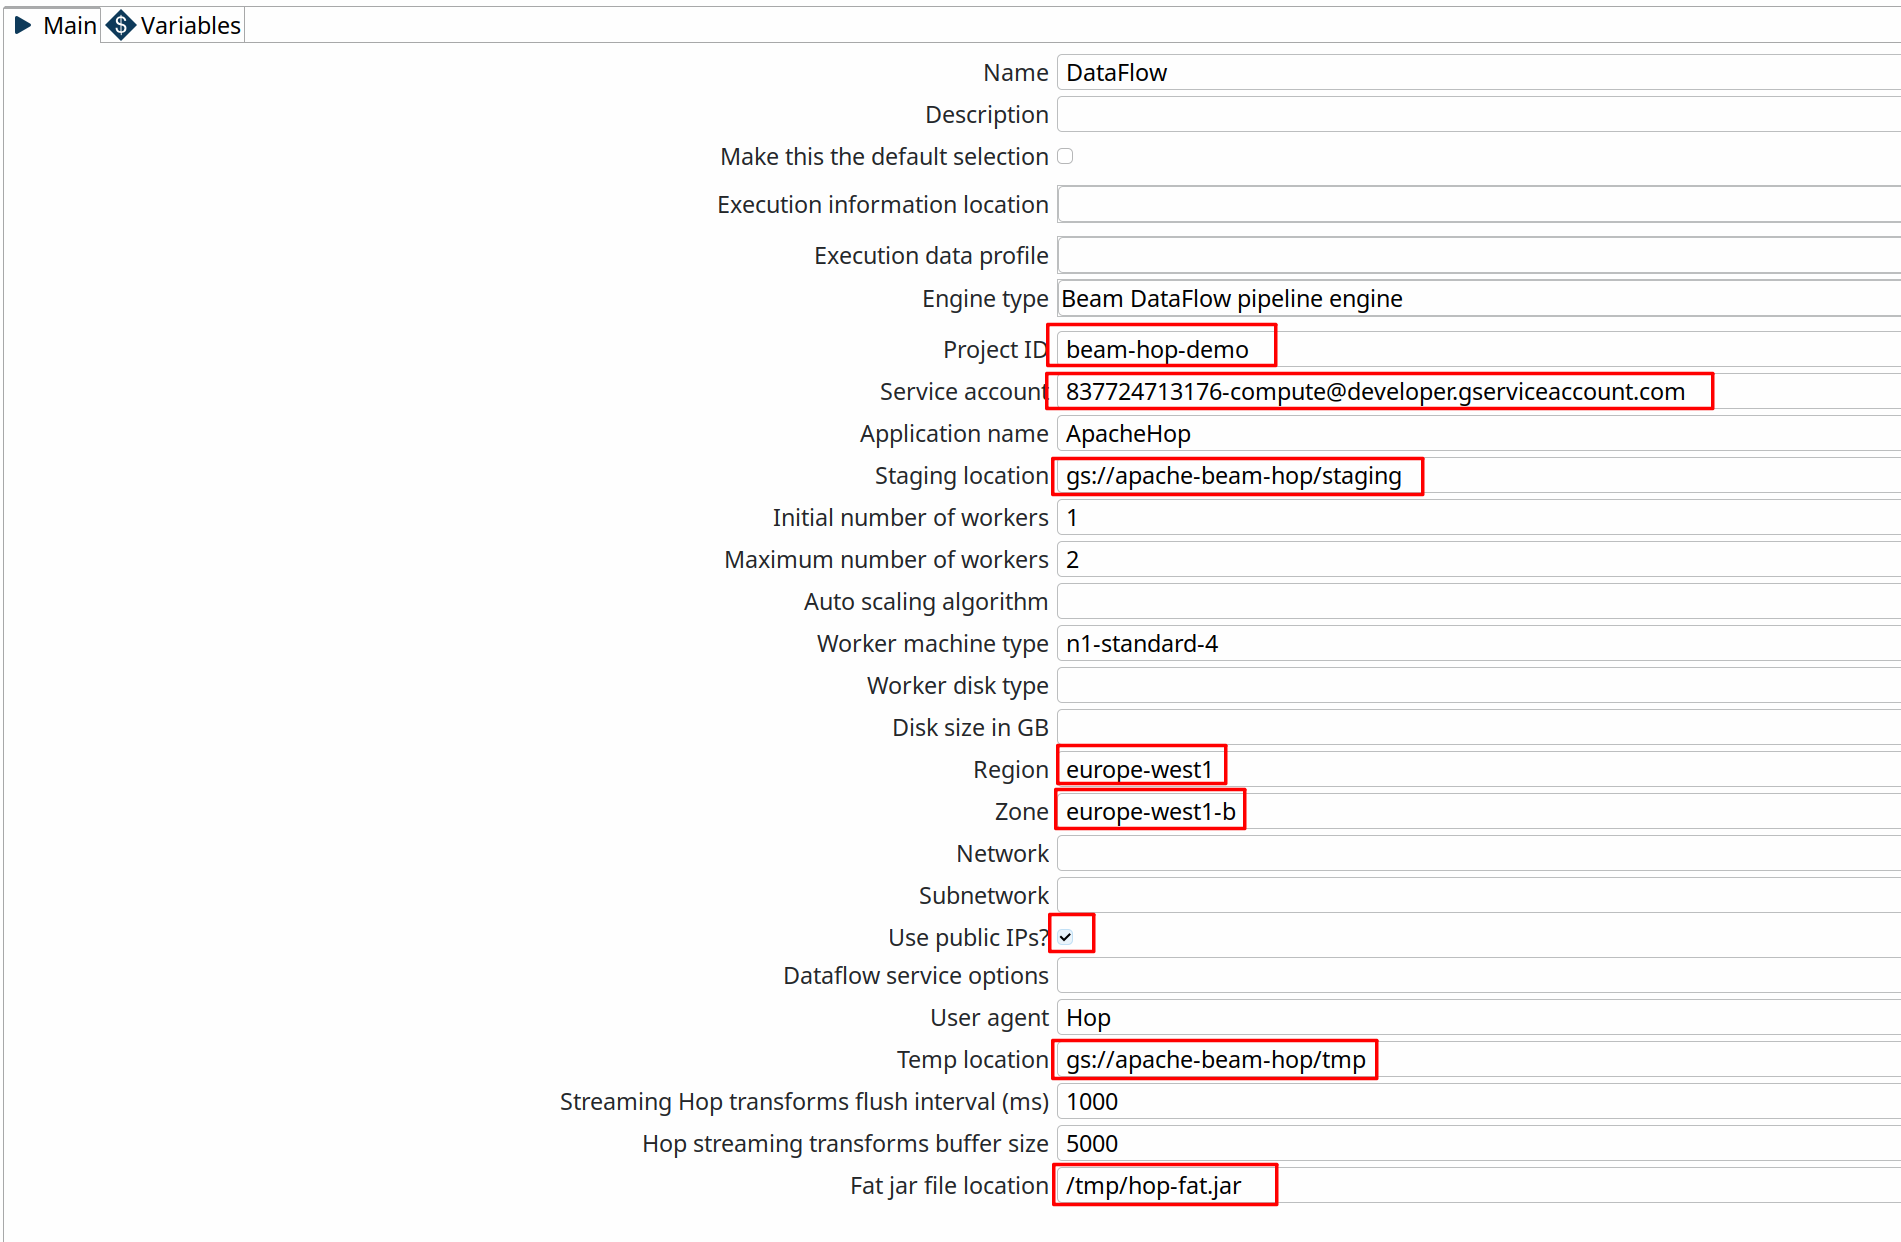 Main $ Variables
Name DataFlow
Description
Make this the default selection
Execution information location
Execution data profile
Engine type Beam DataFlow pipeline engine
Project ID beam-hop-demo
Service account 837724713176-compute@developer.gserviceaccount.com
Application name ApacheHop
Staging location gs://apache-beam-hop/staging
Initial number of workers 1
Maximum number of workers 2
Auto scaling algorithm
Worker machine type n1-standard-4
Worker disk type
Disk size in GB
Region europe-west1
Zone europe-west1-b
Network
Subnetwork
Use public IPs?
Dataflow service options
User agent Hop
Temp location gs://apache-beam-hop/tmp
Streaming Hop transforms flush interval (ms) 1000
Hop streaming transforms buffer size 5000
Fat jar file location /tmp/hop-fat.jar